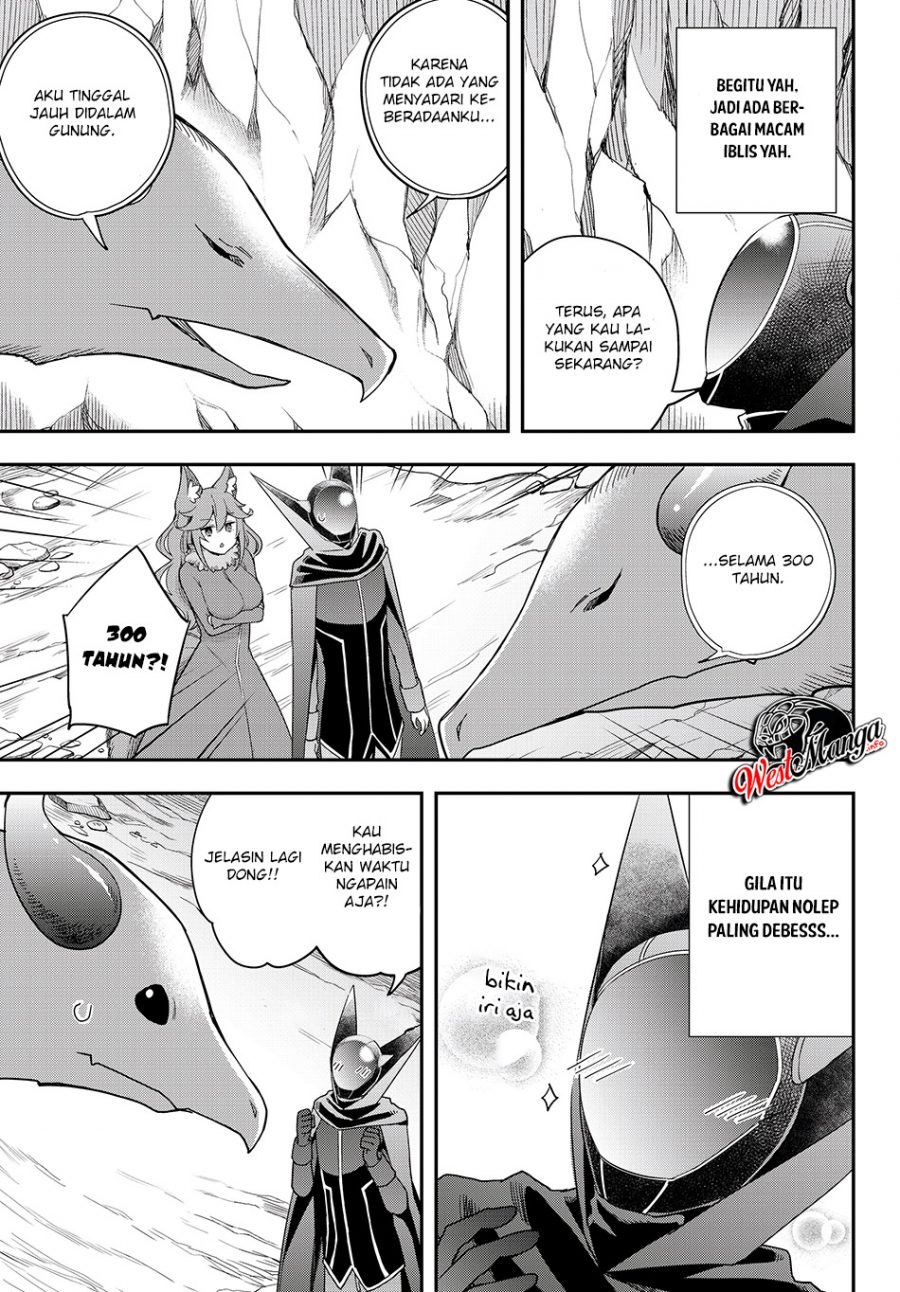 BEGITU YAH.
JADI ADA BER-
BAGAI MACAM
IBLIS YAH.
TERUS, APA
YANG KAU LA-
KUKAN SAMPAI
SEKARANG?
KARENA
TIDAK ADA YANG
MENYADARI KE-
BERADAANKU...
AKU TINGGAL
JAUH DIDALAM
GUNUNG.
...SELAMA 300
TAHUN.
300
TAHUN?!
WestManga
.info
GILA ITU
KEHIDUPAN NOLEP
PALING DEBESSS...
bikin
iri aja
KAU
MENGHABIS-
KAN WAKTU
NGAPAIN
AJA?!
JELASIN LAGI
DONG!!